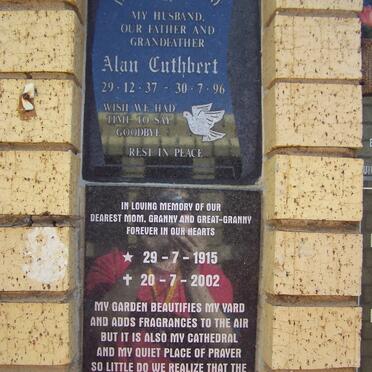 MY HUSBAND,
OUR FATHER AND
GRANDFATHER
Alan Cuthbert
29 · 12 · 37 - 30 · 7 · 96
WISH WE HAD
TIME TO SAY
GOODBYE
REST IN PEACE
IN LOVING MEMORY OF OUR
DEAREST MOM, GRANNY AND GREAT-GRANNY
FOREVER IN OUR HEARTS
★ 29 - 7 - 1915
✝ 20 - 7 - 2002
MY GARDEN BEAUTIFIES MY YARD
AND ADDS FRAGRANCES TO THE AIR
BUT IT IS ALSO MY CATHEDRAL
AND MY QUIET PLACE OF PRAYER
SO LITTLE DO WE REALIZE THAT THE